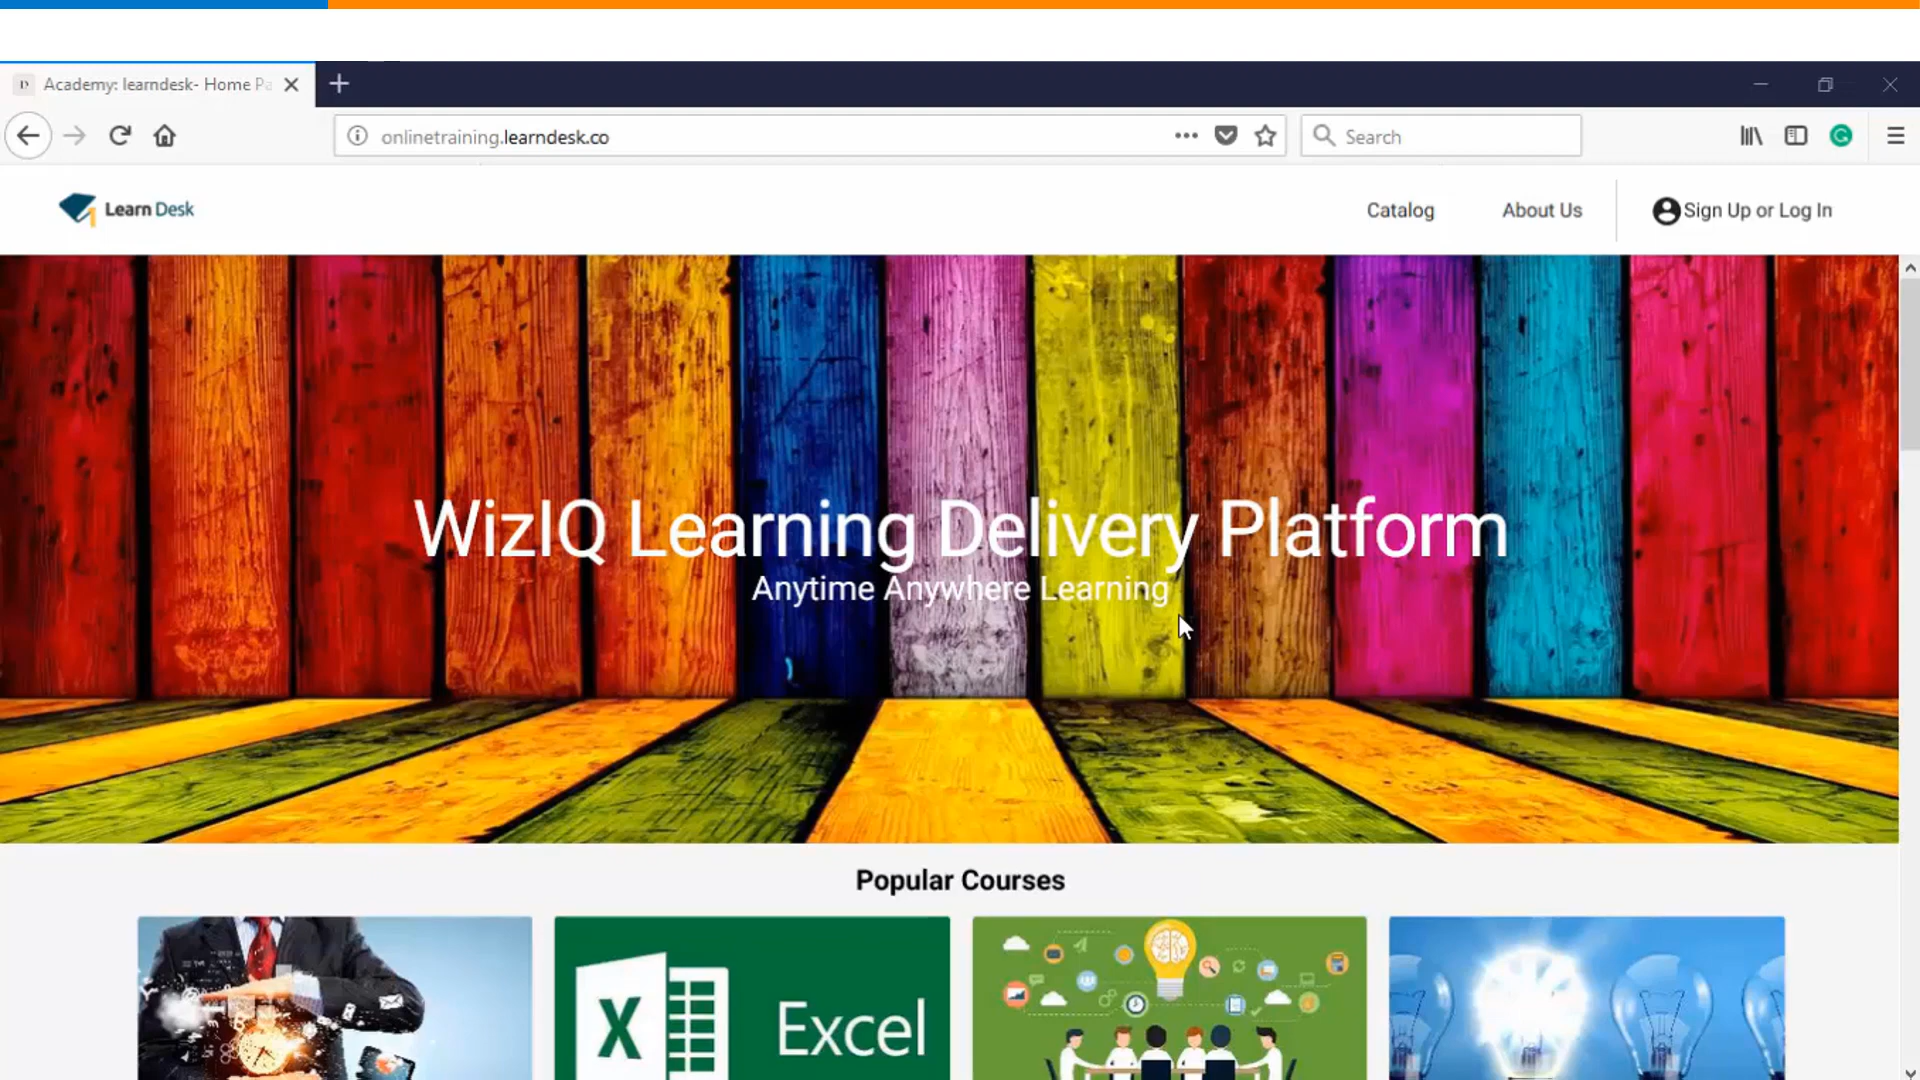 Academy: learndesk- Home Pa
onlinetraining.learndesk.co
Search
Learn Desk
Catalog
About Us
Sign Up or Log In
WizIQ Learning Delivery Platform
Anytime Anywhere Learning
Popular Courses
X
Excel